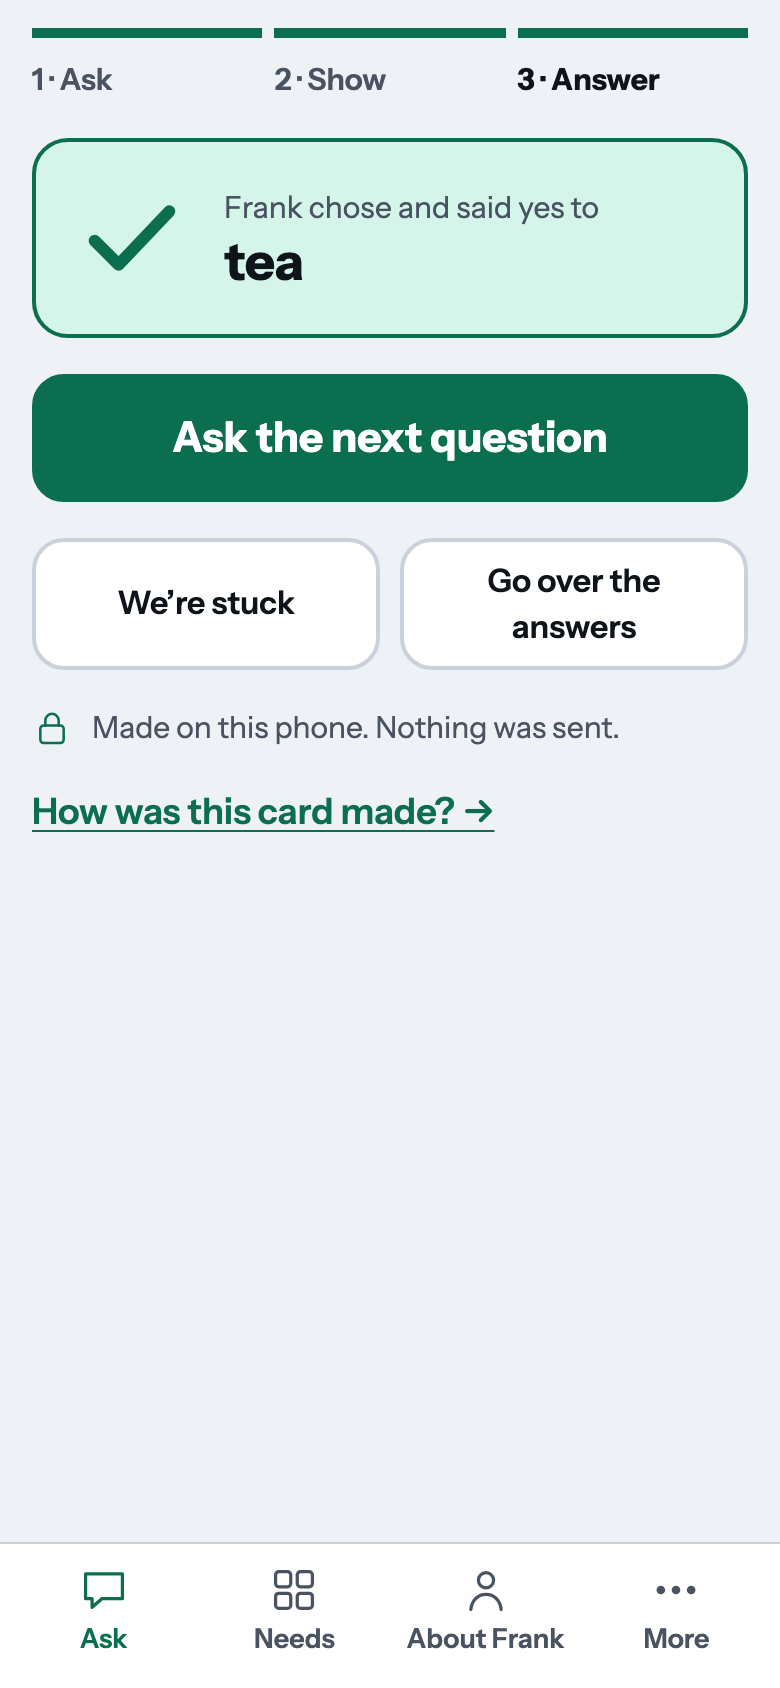 1 · Ask
2 · Show
3 · Answer
Frank chose and said yes to
tea
Ask the next question
We’re stuck
Go over the
answers
Made on this phone. Nothing was sent.
How was this card made? →
Ask
Needs
About Frank
More